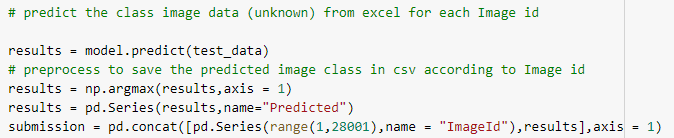 # predict the class image data (unknown) from excel for each Image id
results = model.predict(test_data)
# preprocess to save the predicted image class in csv according to Image id
results = np.argmax(results,axis = 1)
results = pd.Series(results,name="Predicted")
submission = pd.concat([pd.Series(range(1,28001),name = "ImageId"),results],axis = 1)